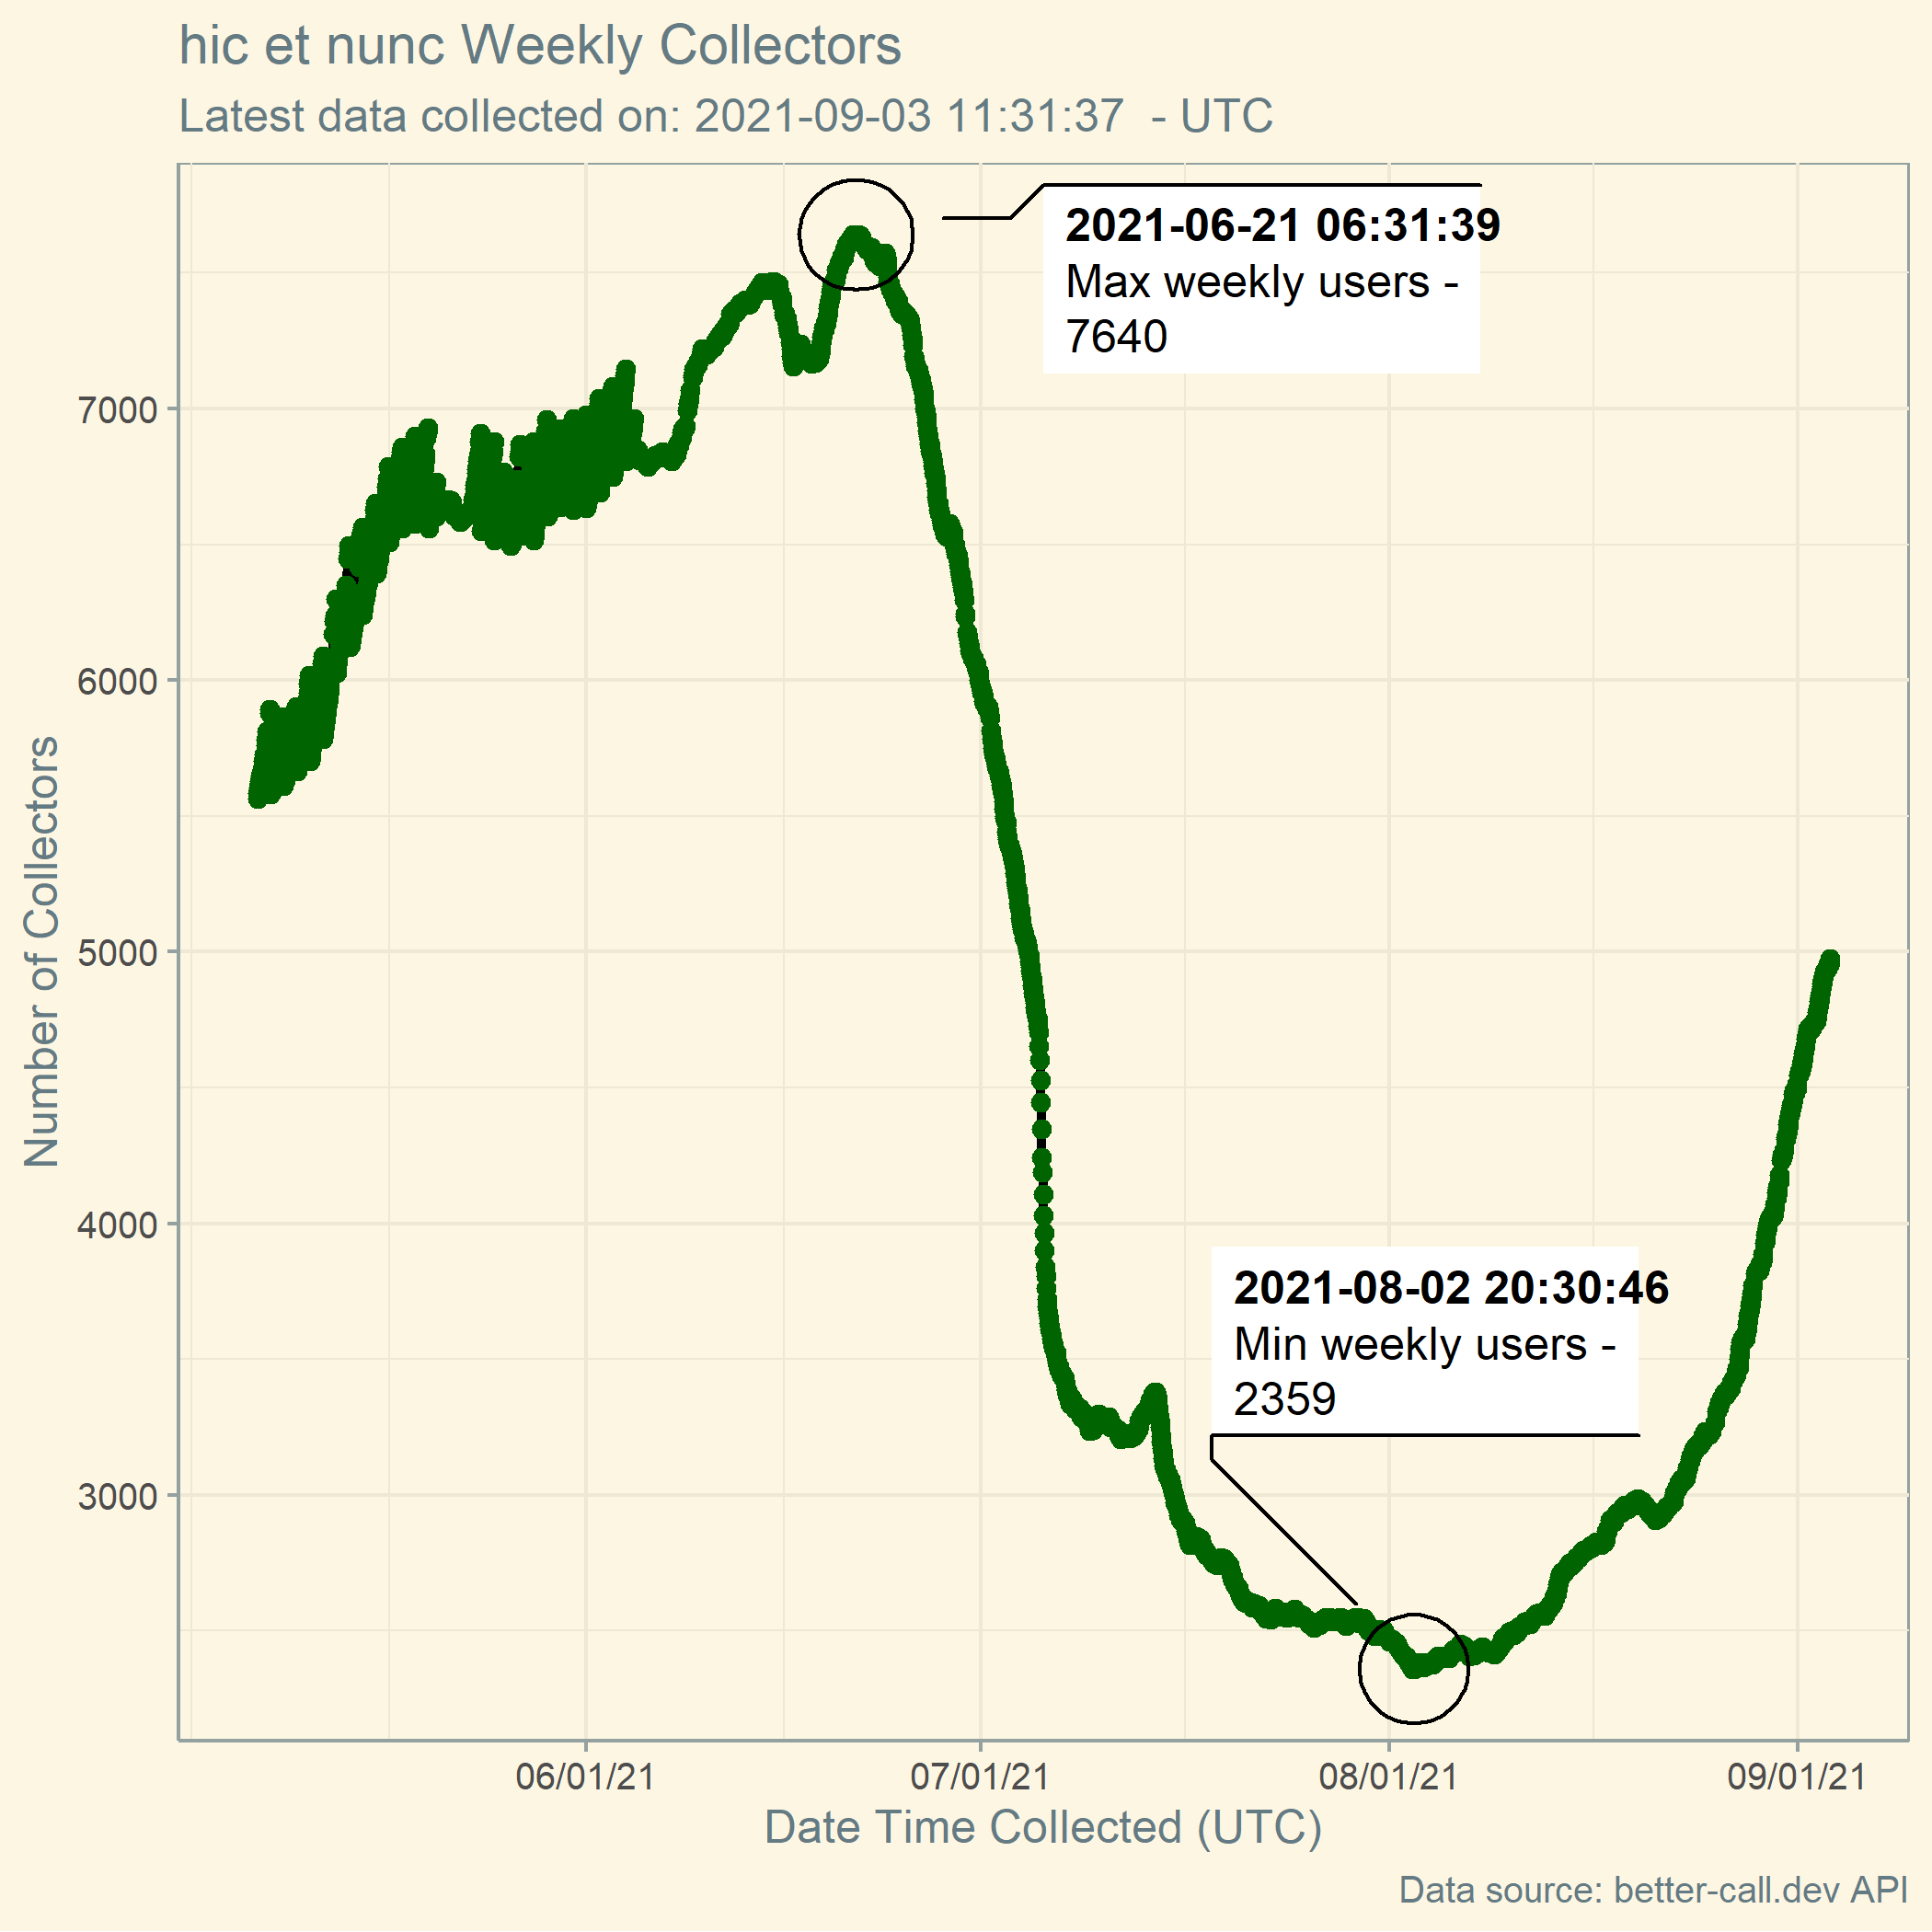 hic et nunc Weekly Collectors
Latest data collected on: 2021-09-03 11:31:37  - UTC
2021-06-21 06:31:39
Max weekly users -
7640
7000
6000
5000
4000
3000
Number of Collectors
2021-08-02 20:30:46
Min weekly users -
2359
06/01/21
07/01/21
08/01/21
09/01/21
Date Time Collected (UTC)
Data source: better-call.dev API